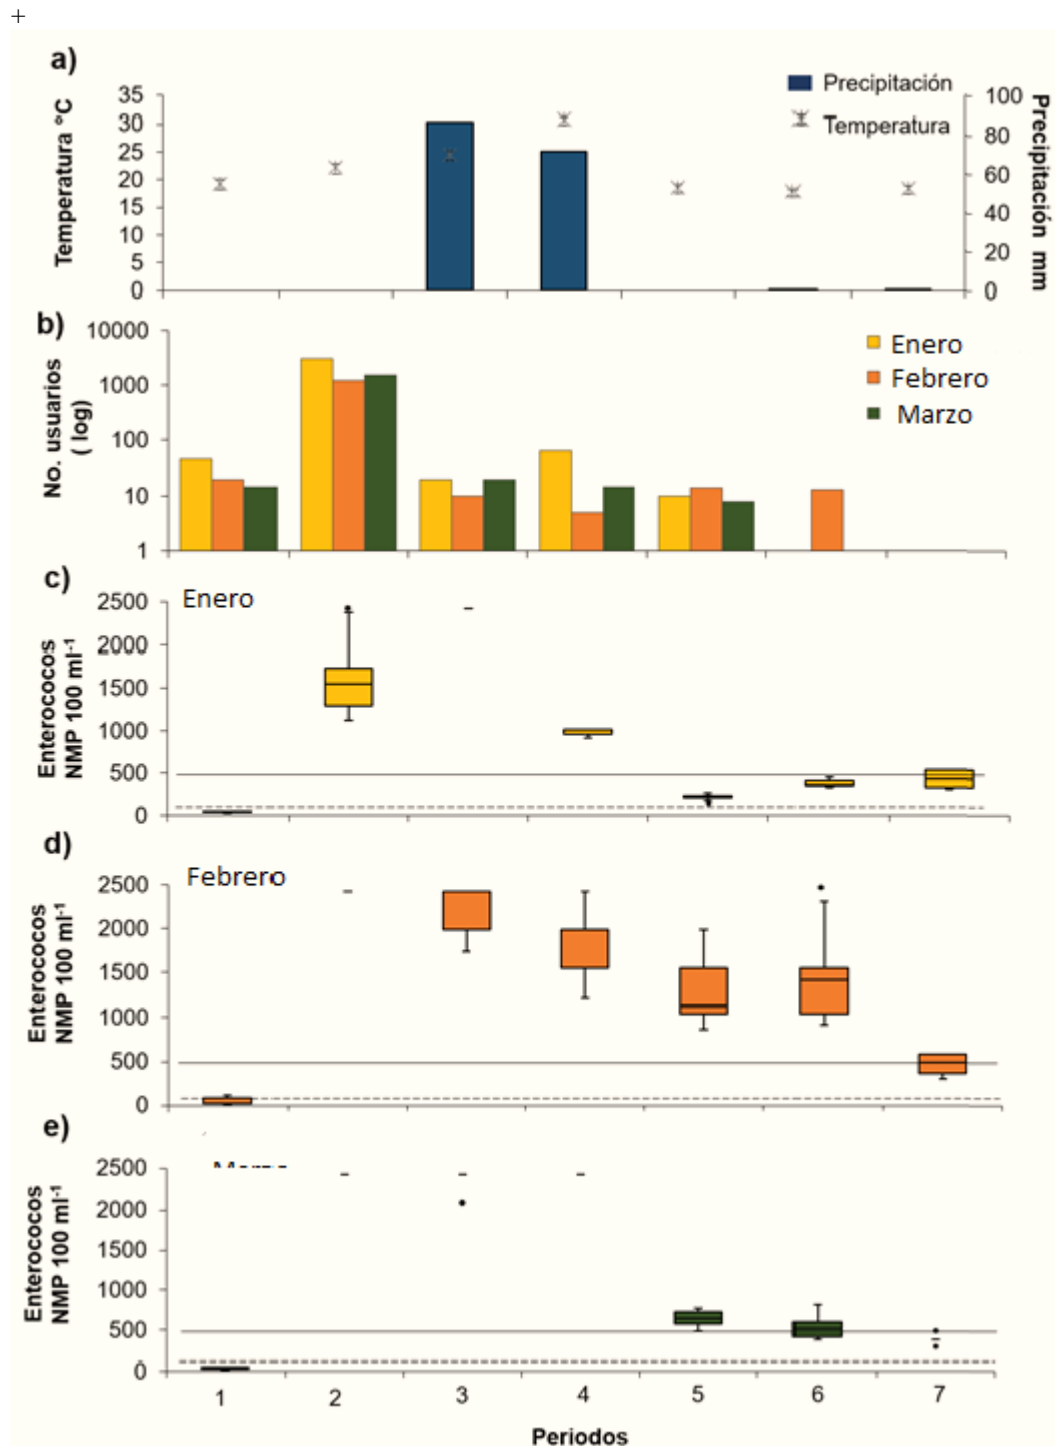 +
a)
Temperatura °C
35
30
25
20
15
10
5
0
Precipitación
Temperatura
100
80
60
40
20
0
Precipitación mm
b)
No. usuarios
( log)
10000
1000
100
10
1
Enero
Febrero
Marzo
c)
Enterococos
NMP 100 ml-1
2500
2000
1500
1000
500
0
Enero
d)
Enterococos
NMP 100 ml-1
2500
2000
1500
1000
500
0
Febrero
e)
Enterococos
NMP 100 ml-1
2500
2000
1500
1000
500
0
1 2 3 4 5 6 7
Periodos